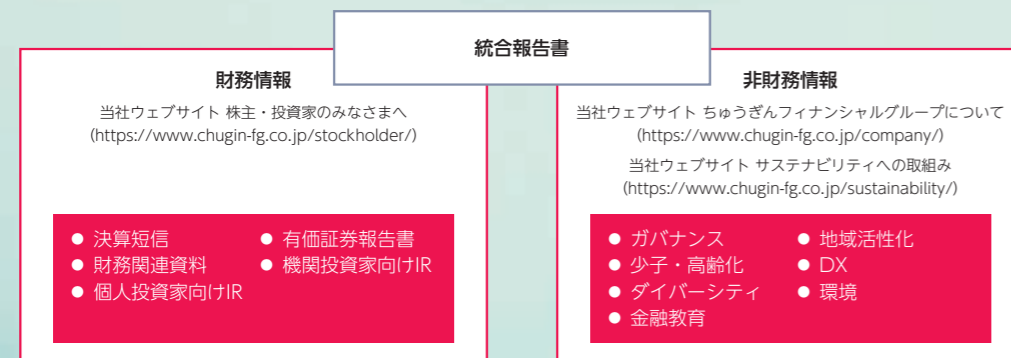 統合報告書
財務情報
当社ウェブサイト 株主・投資家のみなさまへ
(https://www.chugin-fg.co.jp/stockholder/)
● 決算短信
● 有価証券報告書
● 財務関連資料
● 機関投資家向けIR
● 個人投資家向けIR
非財務情報
当社ウェブサイト ちゅうぎんフィナンシャルグループについて
(https://www.chugin-fg.co.jp/company/)
当社ウェブサイト サステナビリティへの取組み
(https://www.chugin-fg.co.jp/sustainability/)
● ガバナンス
● 地域活性化
● 少子・高齢化
● DX
● ダイバーシティ
● 環境
● 金融教育